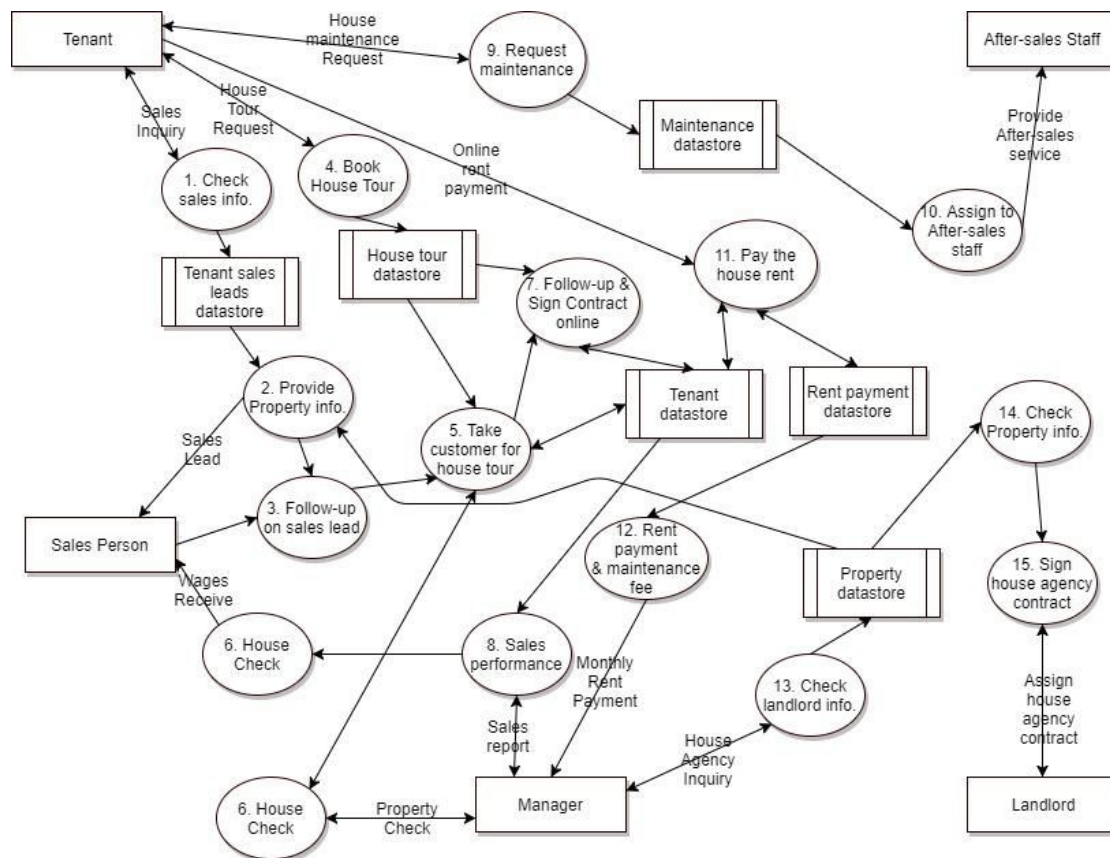 Tenant
House
maintenance
Request
9. Request
maintenance
After-sales Staff
Sales
Inquiry
House
Tour
Request
Maintenance
datastore
Provide
After-sales
service
1. Check
sales info.
4. Book
House Tour
Online
ront
payment
10. Assign to
After-sales
staff
Tenant sales
leads
datastore
House tour
datastore
7. Follow-up &
Sign Contract
online
11. Pay the
house rent
2. Provide
Property info.
Tenant
datastore
Rent payment
datastore
14. Check
Property info.
Sales
Lead
5. Take
customer for
house tour
3. Follow-up
on sales lead
Sales Person
12. Rent
payment
& maintenance
fee
Property
datastore
15. Sign
house agency
contract
Wages
Receive
6. House
Check
8. Sales
performance
Monthly
Rent
Payment
13. Check
landlord info.
Assign
house
agency
contract
Sales
report
House
Agency
Inquiry
6. House
Check
Property
Check
Manager
Landlord